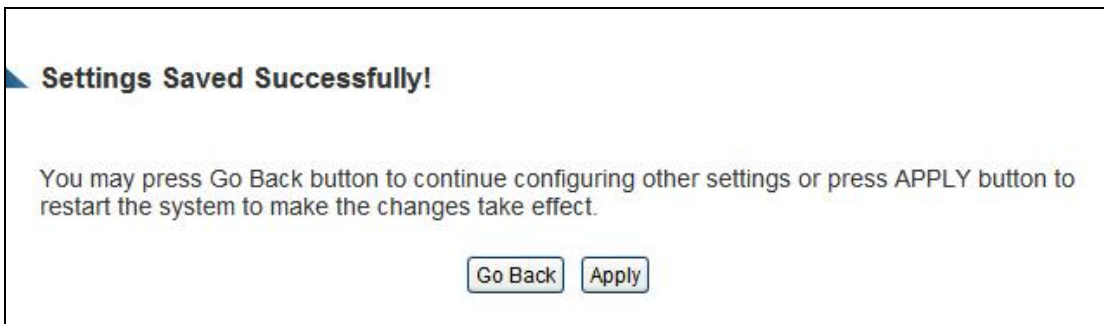 Settings Saved Successfully!
You may press Go Back button to continue configuring other settings or press APPLY button to
restart the system to make the changes take effect.
Go Back Apply